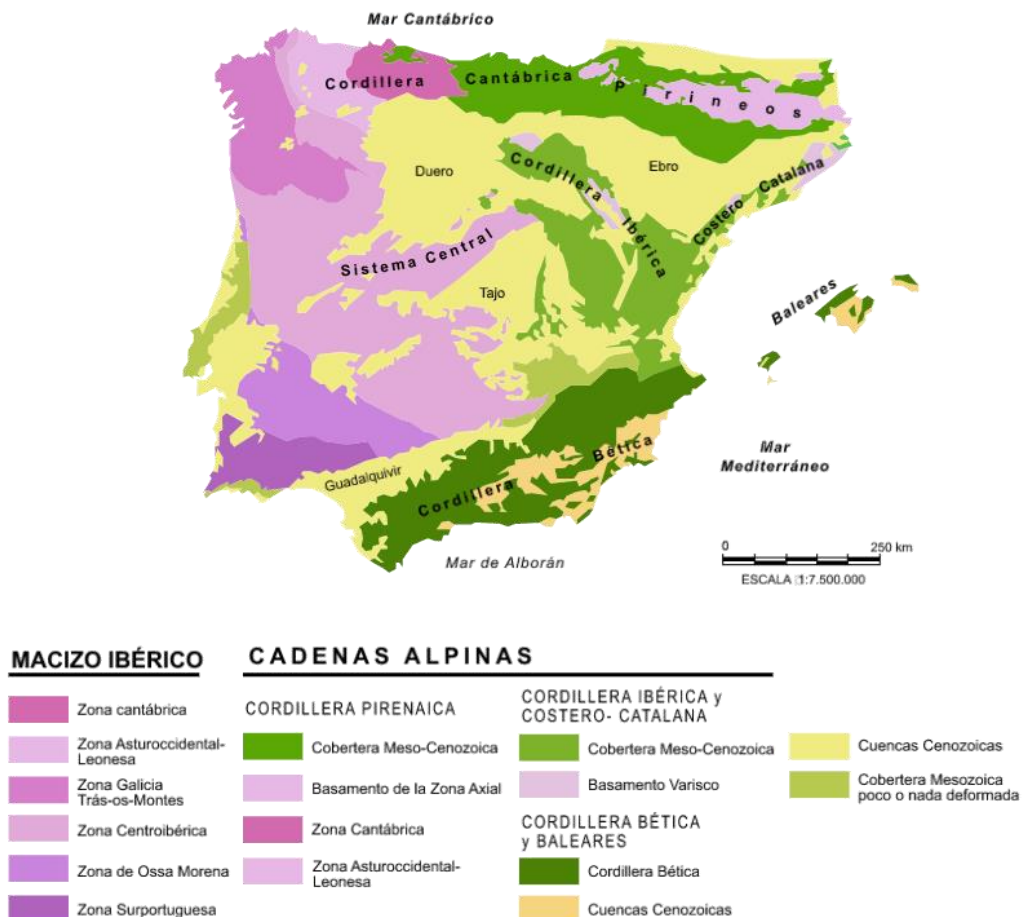 Mar Cantábrico
Cordillera Cantábrica Pirineos
Duero
Cordillera Ibérica
Ebro
Costero Catalana
Sistema Central
Tajo
Baleares
Mar
Mediterráneo
Guadalquivir
Cordillera Bética
Mar de Alborán
0 250 km
ESCALA 1:7.500.000
MACIZO IBÉRICO
Zona cantábrica
Zona Asturoccidental-
Leonesa
Zona Galicia
Trás-os-Montes
Zona Centroibérica
Zona de Ossa Morena
Zona Surportuguesa
CADENAS ALPINAS
CORDILLERA PIRENAICA
Cobertera Meso-Cenozoica
Basamento de la Zona Axial
Zona Cantábrica
Zona Asturoccidental-
Leonesa
CORDILLERA IBÉRICA y
COSTERO- CATALANA
Cobertera Meso-Cenozoica
Basamento Varisco
CORDILLERA BÉTICA
y BALEARES
Cordillera Bética
Cuencas Cenozoicas
Cuencas Cenozoicas
Cobertera Mesozoica
poco o nada deformada